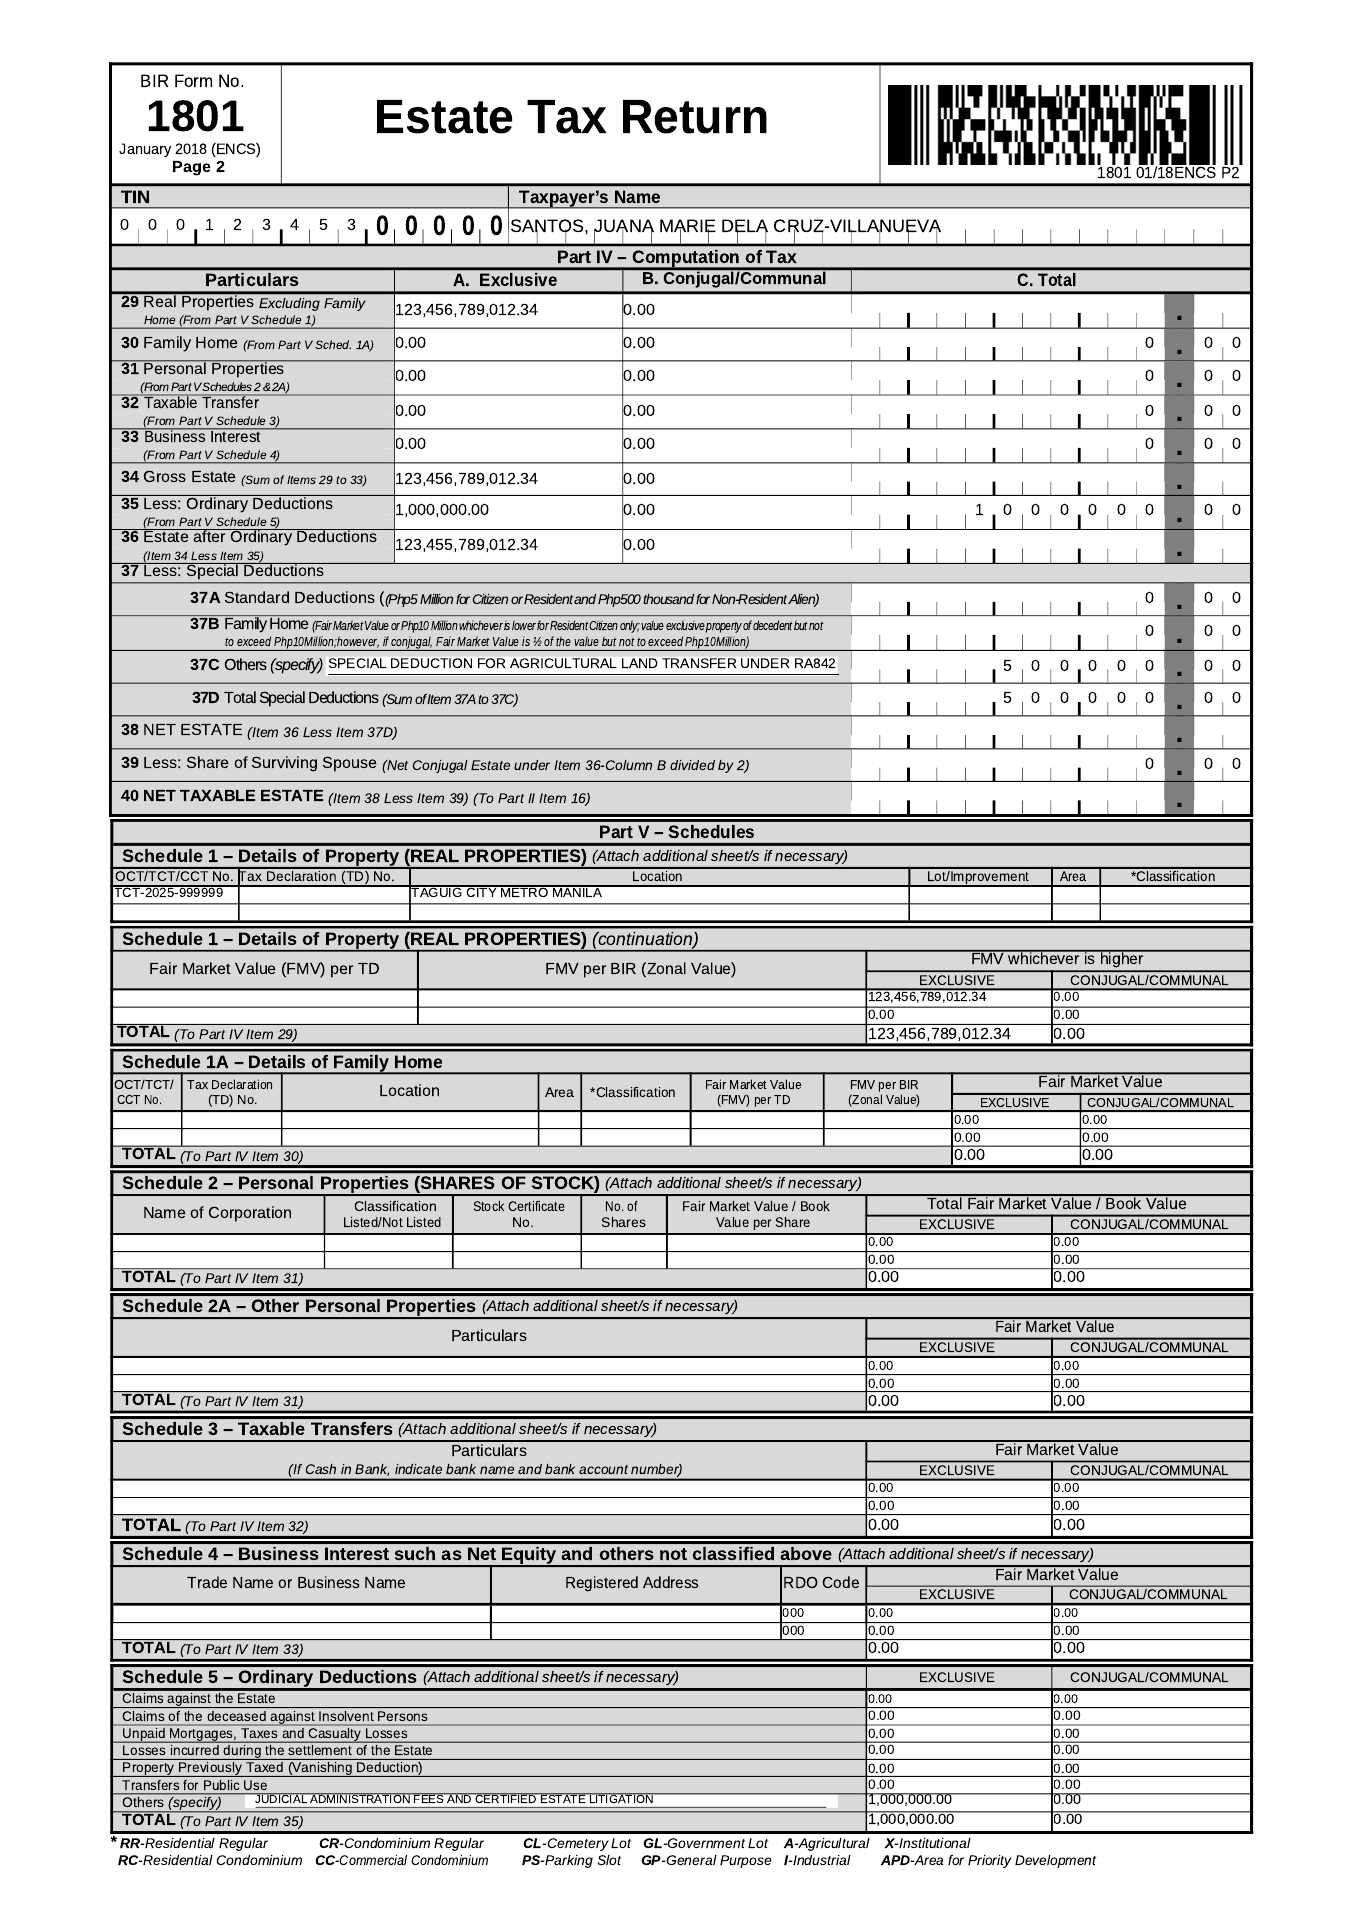 BIR Form No.
1801
January 2018 (ENCS)
Page 2
Estate Tax Return
1801 01/18ENCS P2
TIN Taxpayer's Name
0 0 0 1 2 3 4 5 3 0 0 0 0 0 SANTOS, JUANA MARIE DELA CRUZ-VILLANUEVA
Part IV – Computation of Tax
Particulars A. Exclusive B. Conjugal/Communal C. Total
29 Real Properties Excluding Family
Home (From Part V Schedule 1) 123,456,789,012.34 0.00 .
30 Family Home (From Part V Sched. 1A) 0.00 0.00 0 . 0 0
31 Personal Properties
(From Part V Schedules 2 & 2A) 0.00 0.00 0 . 0 0
32 Taxable Transfer
(From Part V Schedule 3) 0.00 0.00 0 . 0 0
33 Business Interest
(From Part V Schedule 4) 0.00 0.00 0 . 0 0
34 Gross Estate (Sum of Items 29 to 33) 123,456,789,012.34 0.00 .
35 Less: Ordinary Deductions
(From Part V Schedule 5) 1,000,000.00 0.00 1 0 0 0 0 0 0 . 0 0
36 Estate after Ordinary Deductions
(Item 34 Less Item 35) 123,455,789,012.34 0.00 .
37 Less: Special Deductions
37A Standard Deductions ((Php5 Million for Citizen or Resident and Php500 thousand for Non-Resident Alien) 0 . 0 0
37B Family Home (Fair Market Value or Php10 Million whichever is lower for Resident Citizen only; value exclusive property of decedent but not
to exceed Php10Million;however, if conjugal, Fair Market Value is ½ of the value but not to exceed Php10Million) 0 . 0 0
37C Others (specify) SPECIAL DEDUCTION FOR AGRICULTURAL LAND TRANSFER UNDER RA842 5 0 0 0 0 0 . 0 0
37D Total Special Deductions (Sum of Item 37A to 37C) 5 0 0 0 0 0 . 0 0
38 NET ESTATE (Item 36 Less Item 37D) .
39 Less: Share of Surviving Spouse (Net Conjugal Estate under Item 36-Column B divided by 2) 0 . 0 0
40 NET TAXABLE ESTATE (Item 38 Less Item 39) (To Part II Item 16) .
Part V – Schedules
Schedule 1 – Details of Property (REAL PROPERTIES) (Attach additional sheet/s if necessary)
OCT/TCT/CCT No. Tax Declaration (TD) No. Location Lot/Improvement Area *Classification
TCT-2025-999999 TAGUIG CITY METRO MANILA
Schedule 1 – Details of Property (REAL PROPERTIES) (continuation)
Fair Market Value (FMV) per TD FMV per BIR (Zonal Value) FMV whichever is higher
EXCLUSIVE CONJUGAL/COMMUNAL
123,456,789,012.34 0.00
0.00 0.00
TOTAL (To Part IV Item 29) 123,456,789,012.34 0.00
Schedule 1A – Details of Family Home
OCT/TCT/
CCT No. Tax Declaration
(TD) No. Location Area *Classification Fair Market Value
(FMV) per TD FMV per BIR
(Zonal Value) Fair Market Value
EXCLUSIVE CONJUGAL/COMMUNAL
0.00 0.00
0.00 0.00
TOTAL (To Part IV Item 30) 0.00 0.00
Schedule 2 – Personal Properties (SHARES OF STOCK) (Attach additional sheet/s if necessary)
Name of Corporation Classification
Listed/Not Listed Stock Certificate
No. No. of
Shares Fair Market Value / Book
Value per Share Total Fair Market Value / Book Value
EXCLUSIVE CONJUGAL/COMMUNAL
0.00 0.00
0.00 0.00
TOTAL (To Part IV Item 31) 0.00 0.00
Schedule 2A – Other Personal Properties (Attach additional sheet/s if necessary)
Particulars Fair Market Value
EXCLUSIVE CONJUGAL/COMMUNAL
0.00 0.00
0.00 0.00
TOTAL (To Part IV Item 31) 0.00 0.00
Schedule 3 – Taxable Transfers (Attach additional sheet/s if necessary)
Particulars Fair Market Value
(If Cash in Bank, indicate bank name and bank account number) EXCLUSIVE CONJUGAL/COMMUNAL
0.00 0.00
0.00 0.00
TOTAL (To Part IV Item 32) 0.00 0.00
Schedule 4 – Business Interest such as Net Equity and others not classified above (Attach additional sheet/s if necessary)
Trade Name or Business Name Registered Address RDO Code Fair Market Value
EXCLUSIVE CONJUGAL/COMMUNAL
000 0.00 0.00
000 0.00 0.00
TOTAL (To Part IV Item 33) 0.00 0.00
Schedule 5 – Ordinary Deductions (Attach additional sheet/s if necessary) EXCLUSIVE CONJUGAL/COMMUNAL
Claims against the Estate 0.00 0.00
Claims of the deceased against Insolvent Persons 0.00 0.00
Unpaid Mortgages, Taxes and Casualty Losses 0.00 0.00
Losses incurred during the settlement of the Estate 0.00 0.00
Property Previously Taxed (Vanishing Deduction) 0.00 0.00
Transfers for Public Use 0.00 0.00
Others (specify) JUDICIAL ADMINISTRATION FEES AND CERTIFIED ESTATE LITIGATION 1,000,000.00 0.00
TOTAL (To Part IV Item 35) 1,000,000.00 0.00
* RR-Residential Regular CR-Condominium Regular CL-Cemetery Lot GL-Government Lot A-Agricultural X-Institutional
RC-Residential Condominium CC-Commercial Condominium PS-Parking Slot GP-General Purpose I-Industrial APD-Area for Priority Development